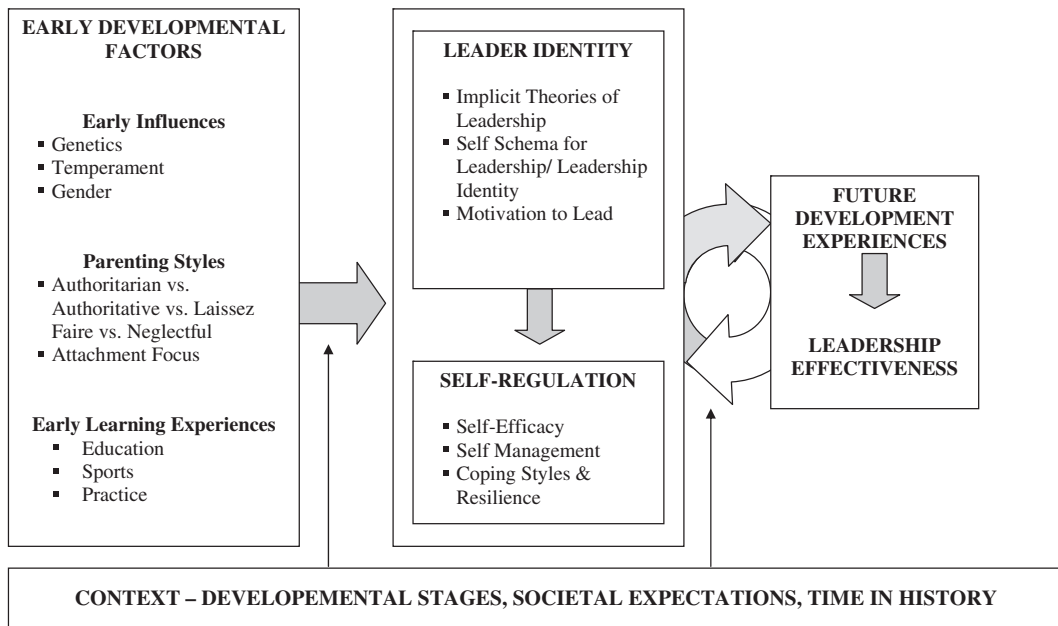 EARLY DEVELOPMENTAL
FACTORS
Early Influences
▪ Genetics
▪ Temperament
▪ Gender
Parenting Styles
▪ Authoritarian vs.
Authoritative vs. Laissez
Faire vs. Neglectful
▪ Attachment Focus
Early Learning Experiences
▪ Education
▪ Sports
▪ Practice
LEADER IDENTITY
▪ Implicit Theories of
Leadership
▪ Self Schema for
Leadership/ Leadership
Identity
▪ Motivation to Lead
SELF-REGULATION
▪ Self-Efficacy
▪ Self Management
▪ Coping Styles &
Resilience
FUTURE
DEVELOPMENT
EXPERIENCES
LEADERSHIP
EFFECTIVENESS
CONTEXT – DEVELOPEMENTAL STAGES, SOCIETAL EXPECTATIONS, TIME IN HISTORY